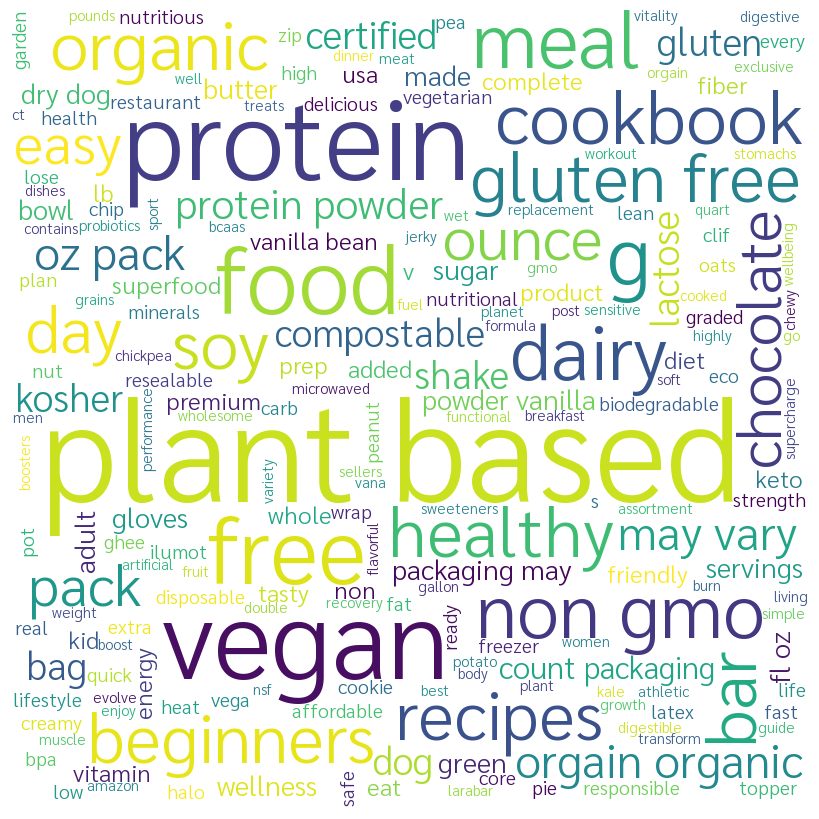 pounds nutritious
garden
organic
zip
certified
pea
meal
vitality
digestive
gluten
every
dinner
meat
high
usa
made
complete
orgain
exclusive
well
butter
dry dog
restaurant
treats
delicious
vegetarian
fiber
ct
health
protein
cookbook
easy
workout
stomachs
lose
dishes
lb
gluten free
bowl
chip
sport
protein powder
replacement
lean
quart
contains
probiotics
bcaas
wet
ounce
g
lactose
clif
chocolate
wellbeing
oz pack
vanilla bean
jerky
gmo
v
sugar
oats
plan
superfood
food
product
sensitive
cooked
chewy
grains
minerals
fuel
nutritional
planet
post
graded
day
soy
compostable
formula
dairy
highly
go
chickpea
nut
resealable
prep
added
shake
diet
eco
soft
kosher
premium
carb
microwaved
powder vanilla
biodegradable
supercharge
men
performance
wholesome
peanut
functional
breakfast
plant based
boosters
variety
sellers
vana
keto
strength
adult
gloves
whole
wrap
sweeteners
s
assortment
pot
ghee
ilumot
free
flavorful
healthy
may vary
artificial
fruit
non
packaging may
friendly
servings
pack
disposable
tasty
gallon
burn
living
weight
extra
double
recovery
fat
non gmo
simple
real
kid
boost
vegan
ready
freezer
women
bag
quick
energy
potato
body
count packaging
fl oz
lifestyle
evolve
vega
nsf
cookie
best
plant
kale
athletic
bar
life
creamy
enjoy
heat
affordable
recipes
growth
latex
fast
muscle
beginners
digestible
transform
guide
bpa
vitamin
dog
green
orgain organic
low
amazon
halo
wellness
safe
eat
larabar
core
pie
responsible
topper